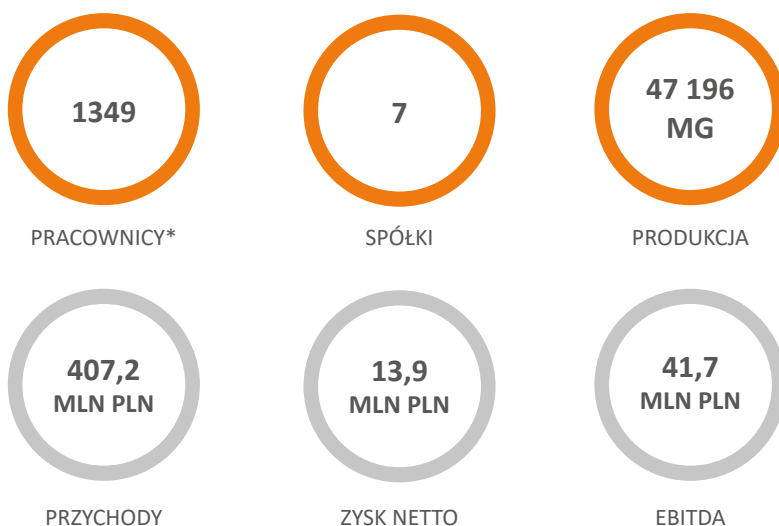 1349
PRACOWNICY*
7
SPÓŁKI
47 196
MG
PRODUKCJA
407,2
MLN PLN
PRZYCHODY
13,9
MLN PLN
ZYSK NETTO
41,7
MLN PLN
EBITDA